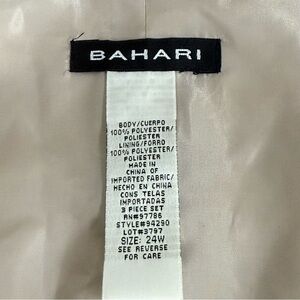 BAHARI
BODY/CUERPO
100% POLYESTER/
POLIESTER
LINING/FORRO
100% POLYESTER/
POLIESTER
MADE IN
CHINA OF
IMPORTED FABRIC/
HECHO EN CHINA
CONS TELAS
IMPORTADAS
3 PIECE SET
RN#97786
STYLE#94290
LOT#3797
SIZE: 24W
SEE REVERSE
FOR CARE